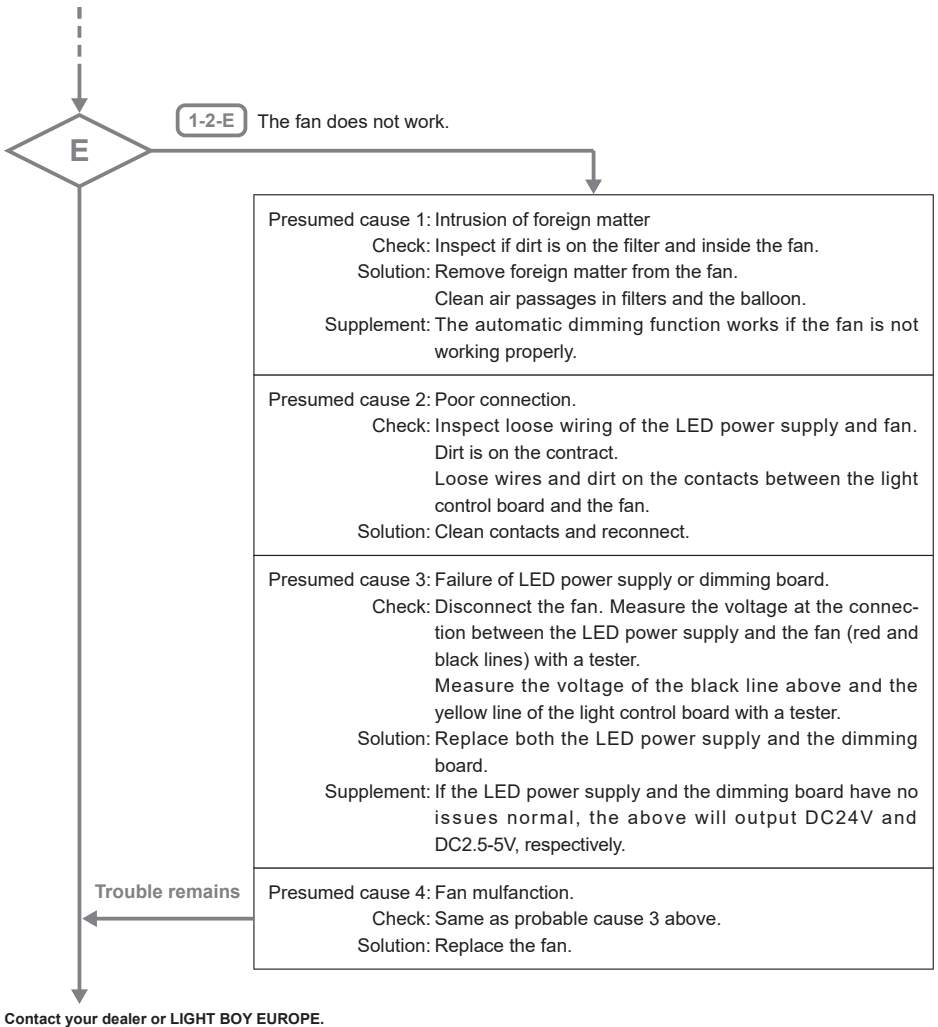 1-2-E The fan does not work.
E
Presumed cause 1: Intrusion of foreign matter
Check: Inspect if dirt is on the filter and inside the fan.
Solution: Remove foreign matter from the fan.
Clean air passages in filters and the balloon.
Supplement: The automatic dimming function works if the fan is not
working properly.
Presumed cause 2: Poor connection.
Check: Inspect loose wiring of the LED power supply and fan.
Dirt is on the contract.
Loose wires and dirt on the contacts between the light
control board and the fan.
Solution: Clean contacts and reconnect.
Presumed cause 3: Failure of LED power supply or dimming board.
Check: Disconnect the fan. Measure the voltage at the connec-
tion between the LED power supply and the fan (red and
black lines) with a tester.
Measure the voltage of the black line above and the
yellow line of the light control board with a tester.
Solution: Replace both the LED power supply and the dimming
board.
Supplement: If the LED power supply and the dimming board have no
issues normal, the above will output DC24V and
DC2.5-5V, respectively.
Trouble remains
Presumed cause 4: Fan mulfanction.
Check: Same as probable cause 3 above.
Solution: Replace the fan.
Contact your dealer or LIGHT BOY EUROPE.